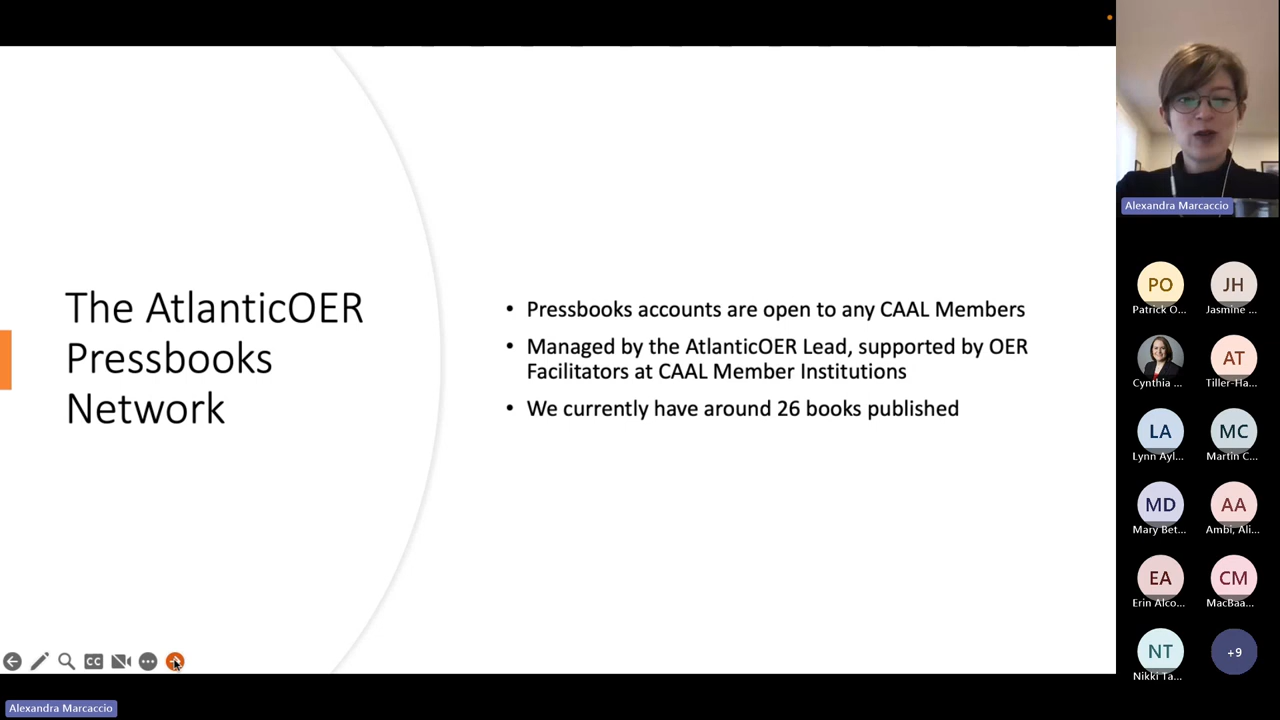 The AtlanticOER
Pressbooks
Network
• Pressbooks accounts are open to any CAAL Members
• Managed by the AtlanticOER Lead, supported by OER
Facilitators at CAAL Member Institutions
• We currently have around 26 books published
CC
Alexandra Marcaccio
Alexandra Marcaccio
PO
Patrick O...
JH
Jasmine ...
Cynthia ...
AT
Tiller-Ha...
LA
Lynn Ayl...
MC
Martin C...
MD
Mary Bet...
AA
Ambi, Ali...
EA
Erin Alco...
CM
MacBaa...
NT
Nikki Ta...
+9